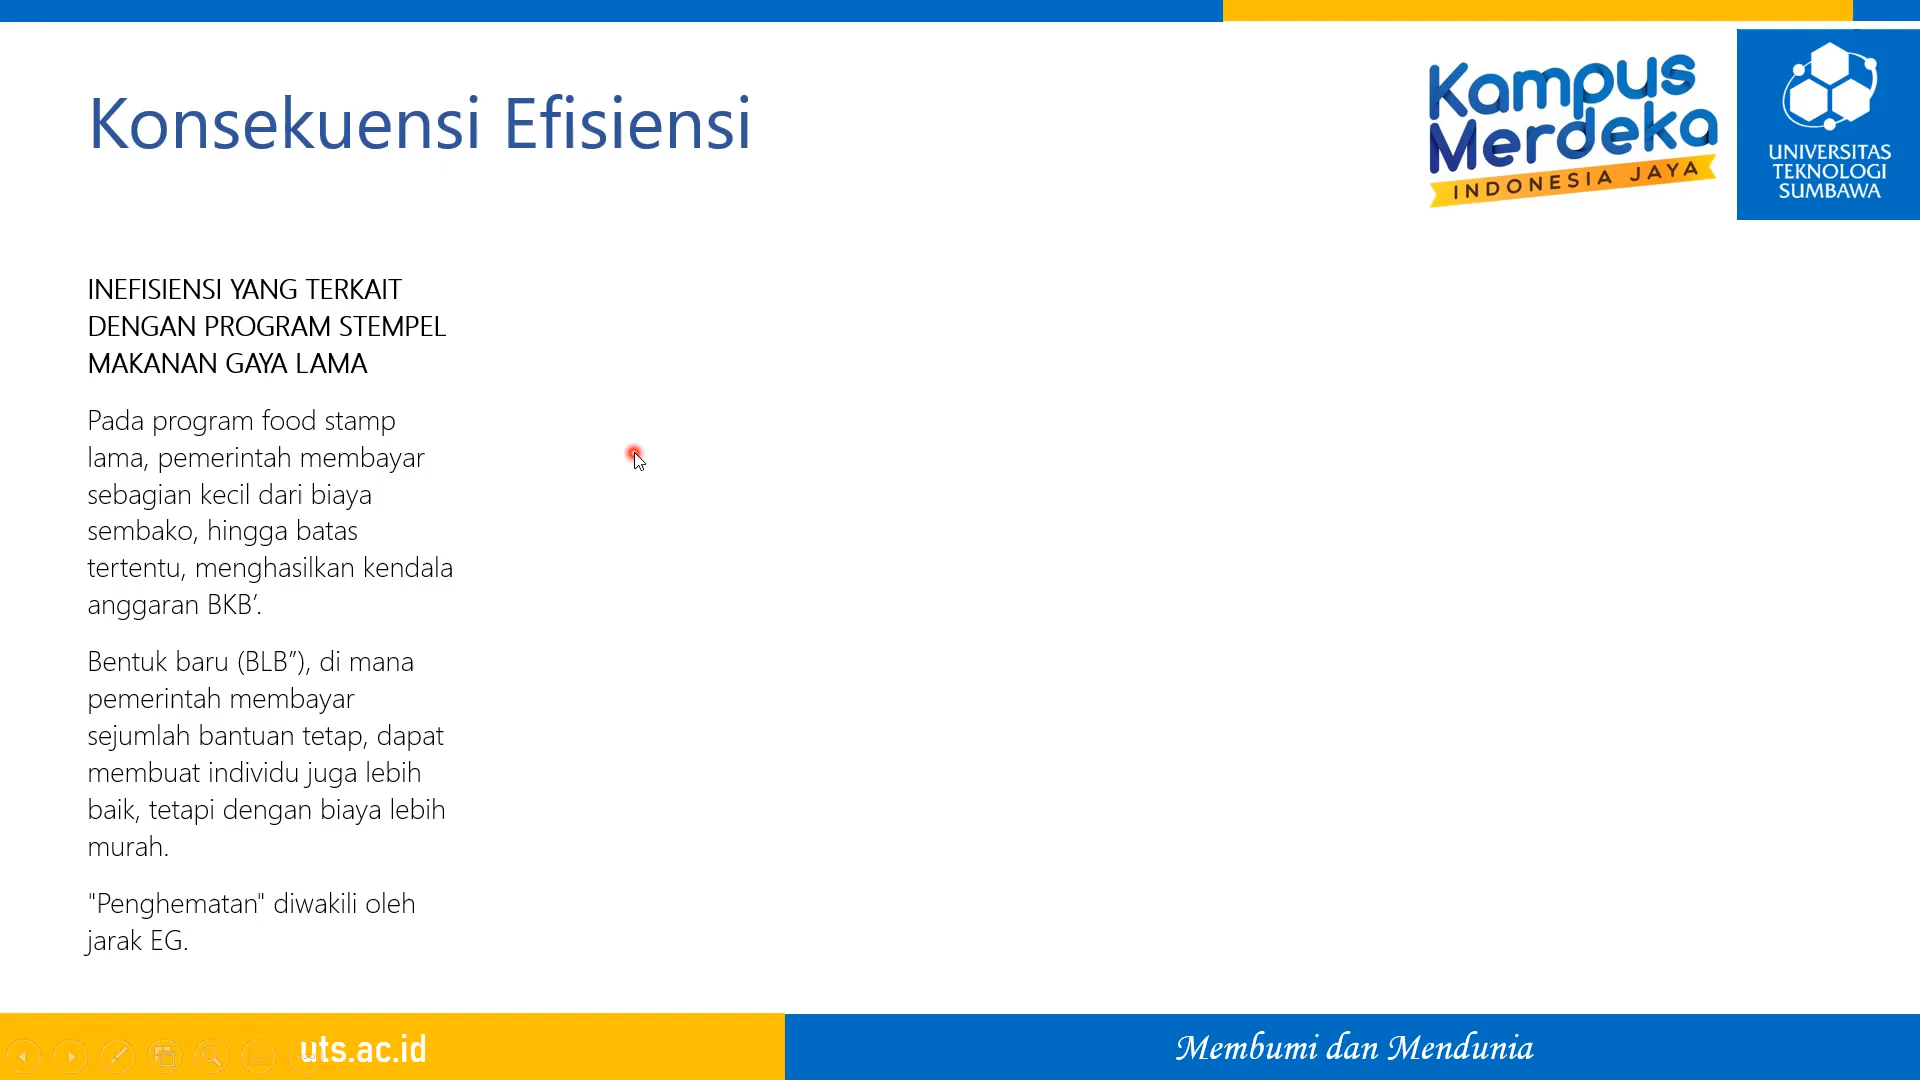 Konsekuensi Efisiensi
Kampus
Merdeka
INDONESIA JAYA
UNIVERSITAS
TEKNOLOGI
SUMBAWA
INEFISIENSI YANG TERKAIT
DENGAN PROGRAM STEMPEL
MAKANAN GAYA LAMA
Pada program food stamp
lama, pemerintah membayar
sebagian kecil dari biaya
sembako, hingga batas
tertentu, menghasilkan kendala
anggaran BKB’.
Bentuk baru (BLB”), di mana
pemerintah membayar
sejumlah bantuan tetap, dapat
membuat individu juga lebih
baik, tetapi dengan biaya lebih
murah.
"Penghematan" diwakili oleh
jarak EG.
uts.ac.id
Membumi dan Mendunia